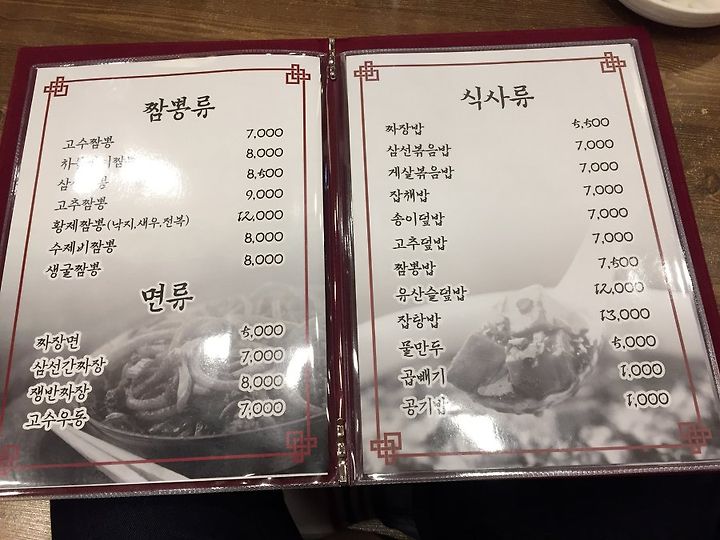 짬뽕류
고수짬뽕 7,000
8,000
8,500
고추짬뽕 9,000
황제짬뽕(낙지,새우,전복) 12,000
수제비짬뽕 8,000
생굴짬뽕 8,000
면류
짜장면 5,000
삼선간짜장 7,000
쟁반짜장 8,000
고수우동 7,000
식사류
짜장밥 5,500
삼선볶음밥 7,000
게살볶음밥 7,000
잡채밥 7,000
송이덮밥 7,000
고추덮밥 7,000
짬뽕밥 7,500
유산슬덮밥 12,000
잡탕밥 13,000
물만두 5,000
곱빼기 1,000
공기밥 1,000